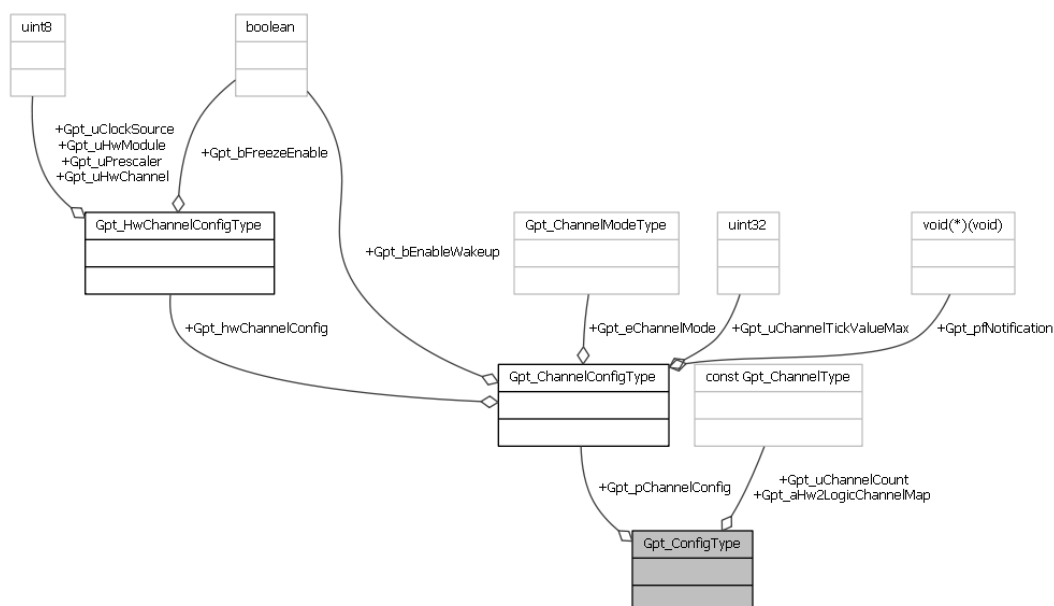 uint8
boolean
+Gpt_uClockSource
+Gpt_uHwModule
+Gpt_uPrescaler
+Gpt_uHwChannel
+Gpt_bFreezeEnable
Gpt_HwChannelConfigType
Gpt_ChannelModeType
uint32
void(*)(void)
+Gpt_bEnableWakeup
+Gpt_hwChannelConfig
+Gpt_eChannelMode
+Gpt_uChannelTickValueMax
+Gpt_pfNotification
Gpt_ChannelConfigType
const Gpt_ChannelType
+Gpt_pChannelConfig
+Gpt_uChannelCount
+Gpt_aHw2LogicChannelMap
Gpt_ConfigType